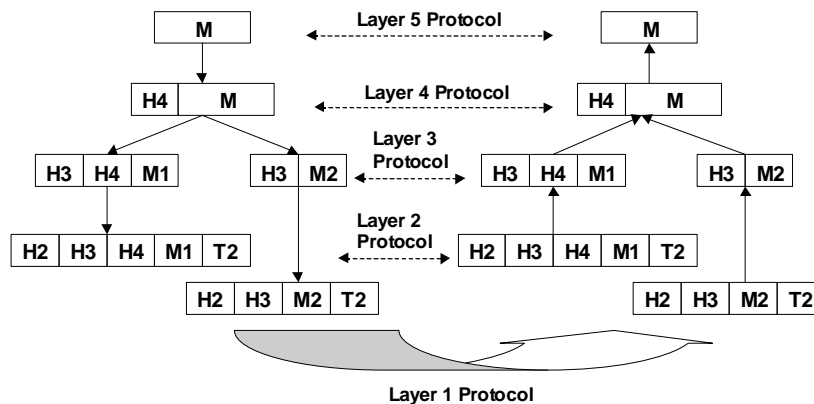 M Layer 5 Protocol M
H4 M Layer 4 Protocol H4 M
Layer 3
Protocol
H3 H4 M1 H3 M2 H3 H4 M1 H3 M2
Layer 2
Protocol
H2 H3 H4 M1 T2 H2 H3 H4 M1 T2
H2 H3 M2 T2 H2 H3 M2 T2
Layer 1 Protocol